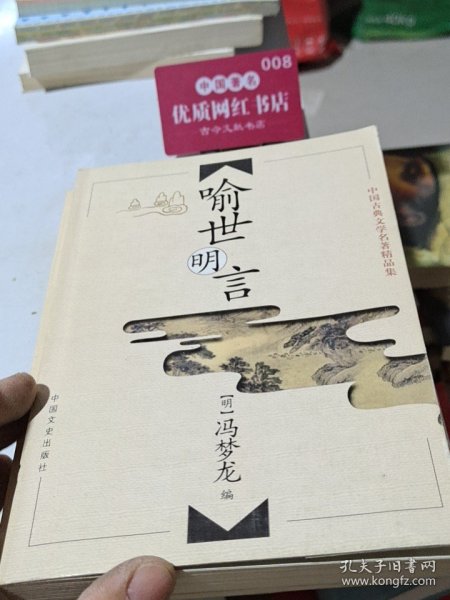 008
中国著名
优质网红书店
古今文献书店
喻世明言
中国古典文学名著精品集
【明】冯梦龙 编
中国文史出版社
孔夫子旧书网
www.kongfz.com